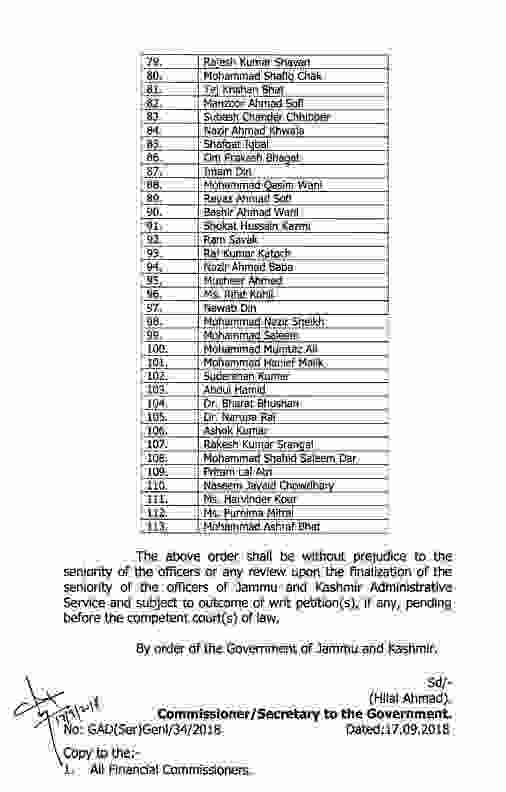 79. Rajesh Kumar Shavan
80. Mohammad Shafiq Chak
81. Tej Krishan Bhat
82. Manzoor Ahmad Sofi
83. Subash Chander Chhibber
84. Nazir Ahmad Khwaja
85. Shafqat Iqbal
86. Om Prakash Bhagat
87. Imam Din
88. Mohammad Qasim Wani
89. Reyaz Ahmad Sofi
90. Bashir Ahmad Wani
91. Shokat Hussain Kazmi
92. Ram Savak
93. Raj Kumar Katoch
94. Nazir Ahmad Baba
95. Musheer Ahmad
96. Ms. Rifat Kohli
97. Nawab Din
98. Mohammad Nazir Sheikh
99. Mohammad Saleem
100. Mohammad Mumtaz Ali
101. Mohammad Hanief Malik
102. Sudershan Kumar
103. Abdul Hamid
104. Dr. Bharat Bhushan
105. Dr. Rai
106. Ashok Kumar
107. Rakesh Kumar Srangal
108. Mohammad Shahid Saleem Dar
109. Pritam Lal Atri
110. Naseem Javaid Chowdhary
111. Ms. Harvinder Kour
112. Ms. Purnima Mittal
113. Mohammad Ashraf Bhat
The above order shall be without prejudice to the
seniority of the officers or any review upon the finalization of the
seniority of the officers of Jammu and Kashmir Administrative
Service and subject to outcome of writ petition(s), if any, pending
before the competent court(s) of law.
By order of the Government of Jammu and Kashmir.
Sd/-
(Hilal Ahmad).
Commissioner/Secretary to the Government.
17/9/2018
No: GAD(Ser)Genl/34/2018 Dated:17.09.2018
Copy to the:-
1. All Financial Commissioners.